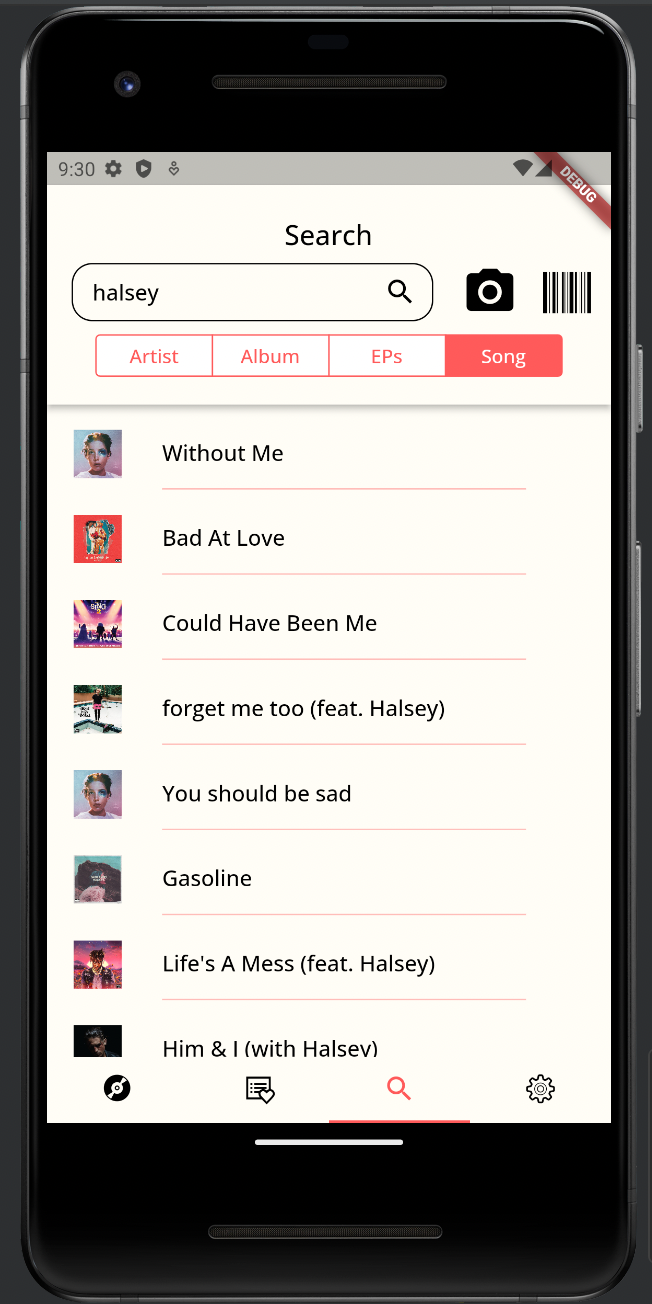 9:30
DEBUG
Search
halsey
Artist Album EPs Song
Without Me
Bad At Love
SING
Could Have Been Me
forget me too (feat. Halsey)
You should be sad
Gasoline
Life's A Mess (feat. Halsey)
Him & I (with Halsey)